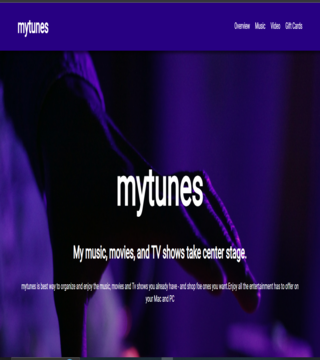 mytunes
Overview Music Video Gift Cards
mytunes
My music, movies, and TV shows take center stage.
mytunes is best way to organize and enjoy the music, movies and Tv shows you already have - and shop foe ones you want.Enjoy all the entertainment has to offer on
your Mac and PC